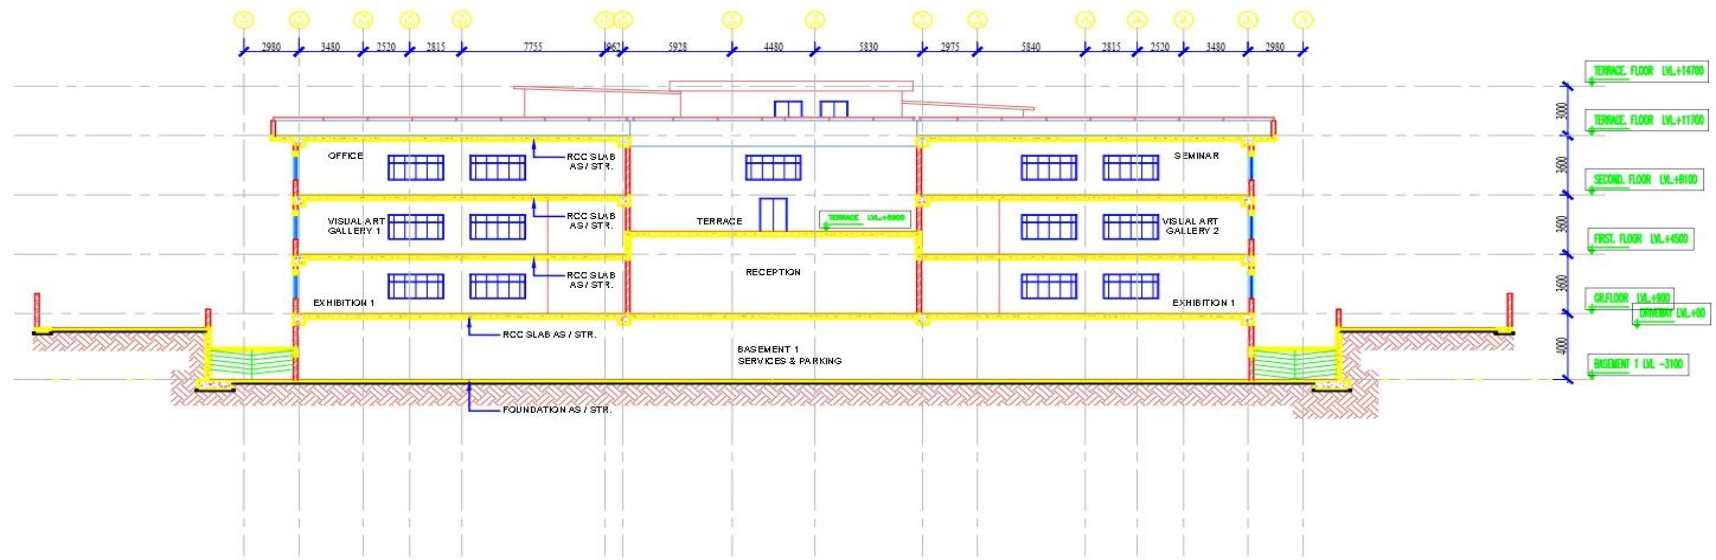 2980 3480 2520 2815 7755 962 5928 4480 5830 2975 5840 2815 2520 3480 2980
TERRACE. FLOOR LVL.+14700
3000
TERRACE. FLOOR LVL.+11700
OFFICE
RCC SLAB
AS / STR.
SEMINAR
3600
SECOND. FLOOR LVL.+8100
VISUAL ART
GALLERY 1
RCC SLAB
AS / STR.
TERRACE
VISUAL ART
GALLERY 2
3600
FIRST. FLOOR LVL.+4500
RCC SLAB
AS / STR.
RECEPTION
EXHIBITION 1
EXHIBITION 1
3600
GR.FLOOR LVL.+900
DRIVEWAY LVL.+00
RCC SLAB AS / STR.
BASEMENT 1
SERVICES & PARKING
4000
BASEMENT 1 LVL -3100
FOUNDATION AS / STR.